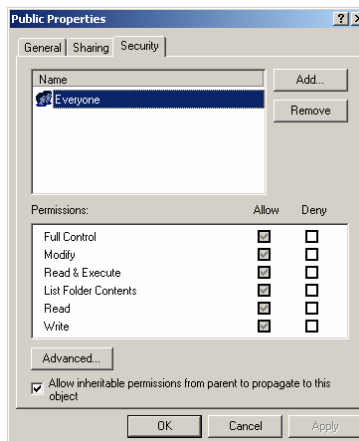 Public Properties
General Sharing Security
Name
Add...
Everyone
Remove
Permissions: Allow Deny
Full Control
Modify
Read & Execute
List Folder Contents
Read
Write
Advanced...
Allow inheritable permissions from parent to propagate to this
object
OK Cancel Apply